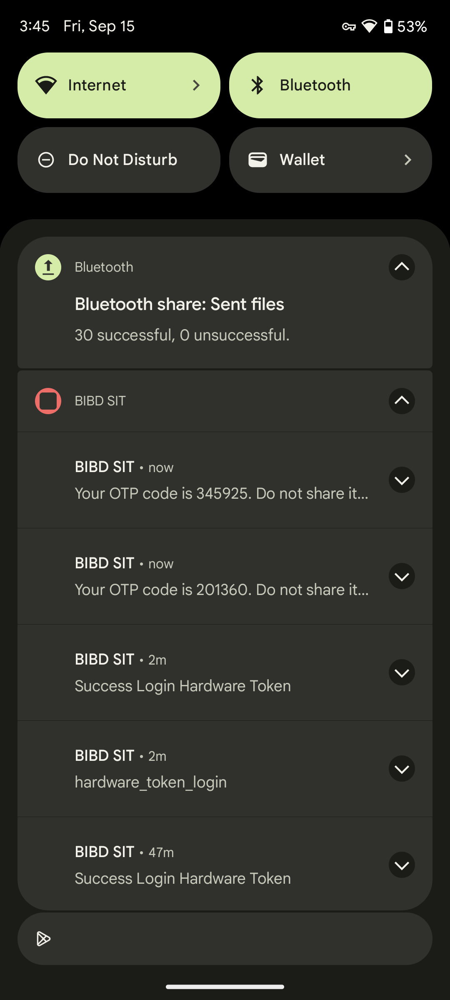 3:45 Fri, Sep 15 53%
Internet Bluetooth
Do Not Disturb Wallet
Bluetooth
Bluetooth share: Sent files
30 successful, 0 unsuccessful.
BIBD SIT
BIBD SIT • now
Your OTP code is 345925. Do not share it...
BIBD SIT • now
Your OTP code is 201360. Do not share it...
BIBD SIT • 2m
Success Login Hardware Token
BIBD SIT • 2m
hardware_token_login
BIBD SIT • 47m
Success Login Hardware Token